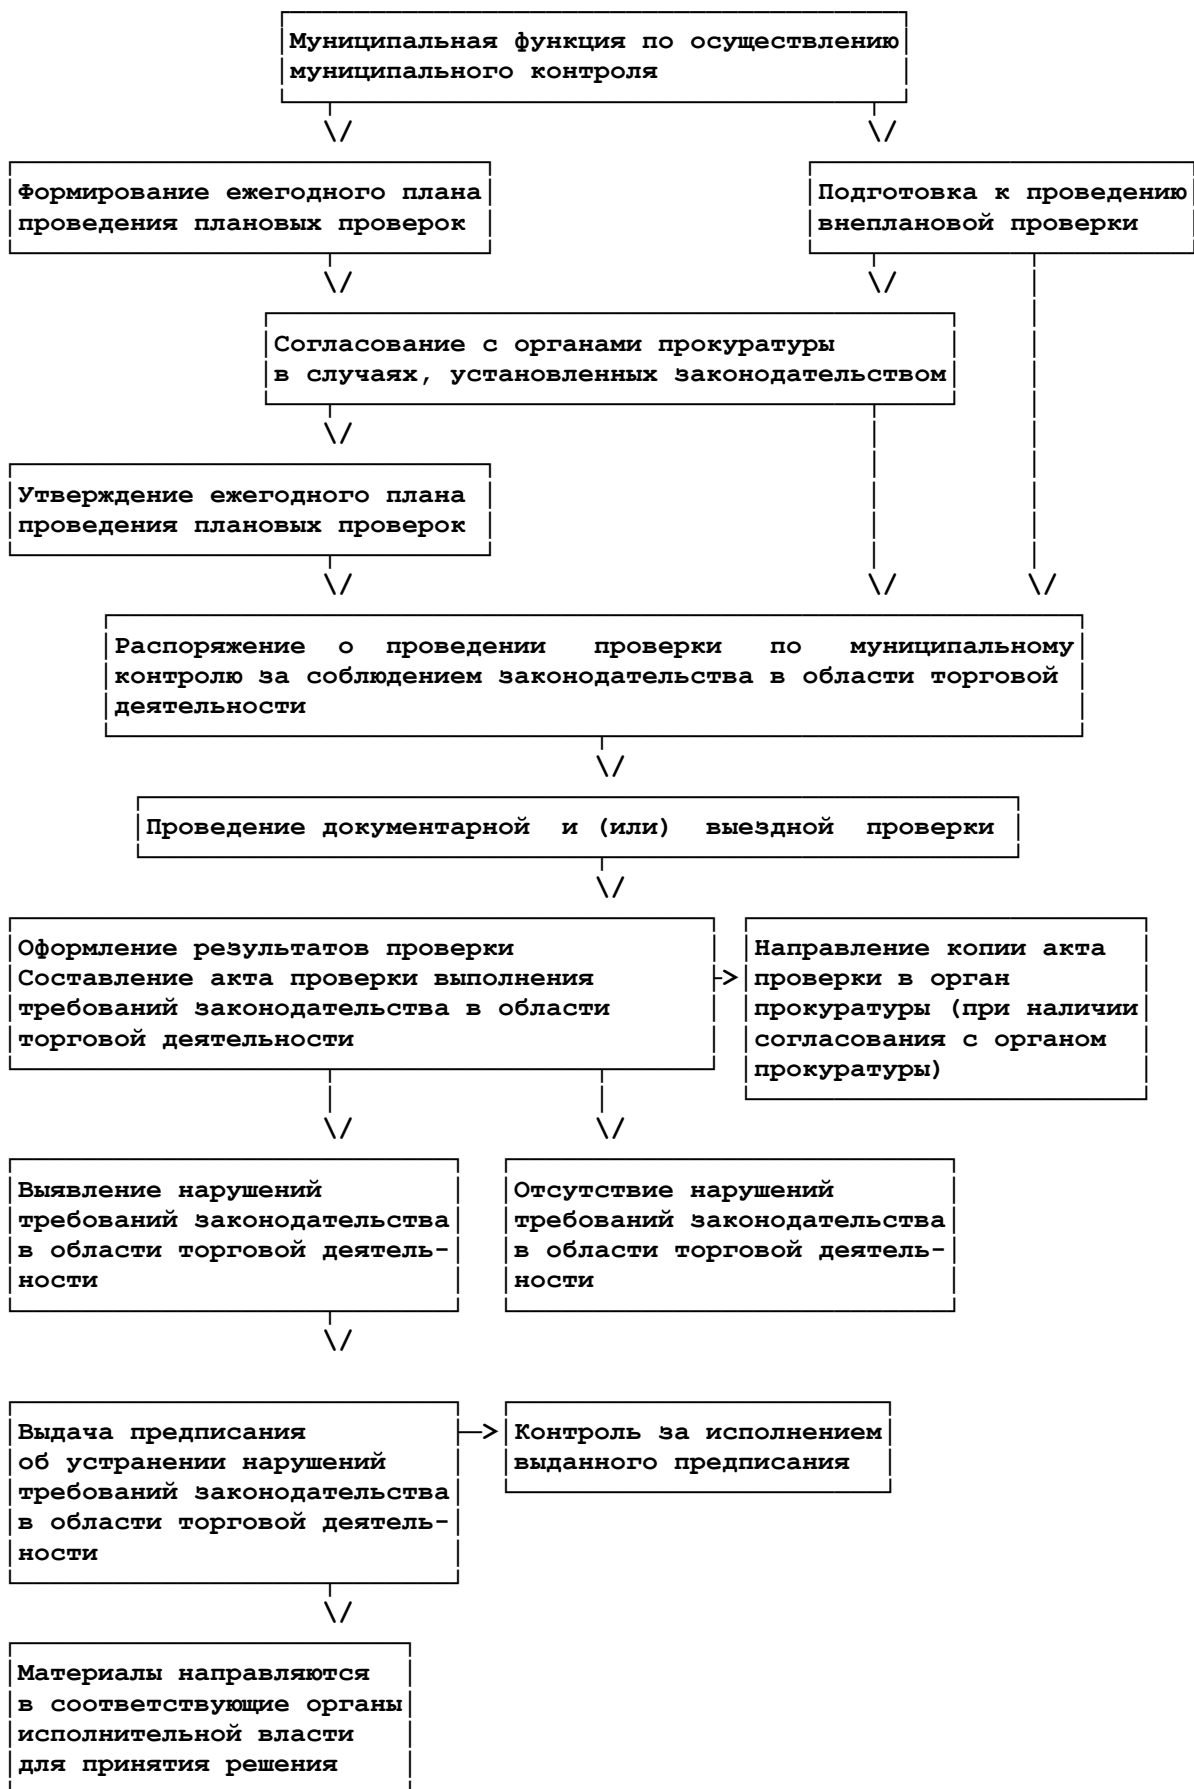 Муниципальная функция по осуществлению
муниципального контроля
Формирование ежегодного плана
проведения плановых проверок
Подготовка к проведению
внеплановой проверки
Согласование с органами прокуратуры
в случаях, установленных законодательством
Утверждение ежегодного плана
проведения плановых проверок
Распоряжение о проведении проверки по муниципальному
контролю за соблюдением законодательства в области торговой
деятельности
Проведение документарной и (или) выездной проверки
Оформление результатов проверки
Составление акта проверки выполнения
требований законодательства в области
торговой деятельности
Направление копии акта
проверки в орган
прокуратуры (при наличии
согласования с органом
прокуратуры)
Выявление нарушений
требований законодательства
в области торговой деятель-
ности
Отсутствие нарушений
требований законодательства
в области торговой деятель-
ности
Выдача предписания
об устранении нарушений
требований законодательства
в области торговой деятель-
ности
Контроль за исполнением
выданного предписания
Материалы направляются
в соответствующие органы
исполнительной власти
для принятия решения